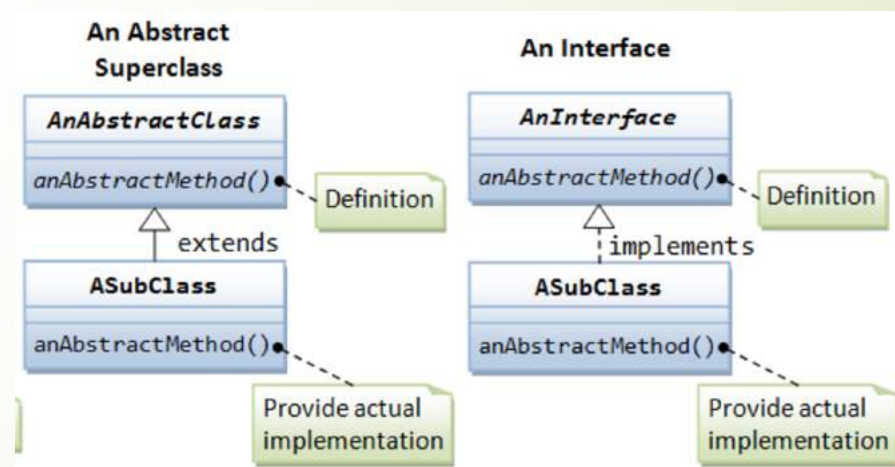 An Abstract
Superclass
AnAbstractClass
anAbstractMethod()
Definition
extends
ASubClass
anAbstractMethod()
Provide actual
implementation
An Interface
AnInterface
anAbstractMethod()
Definition
implements
ASubClass
anAbstractMethod()
Provide actual
implementation